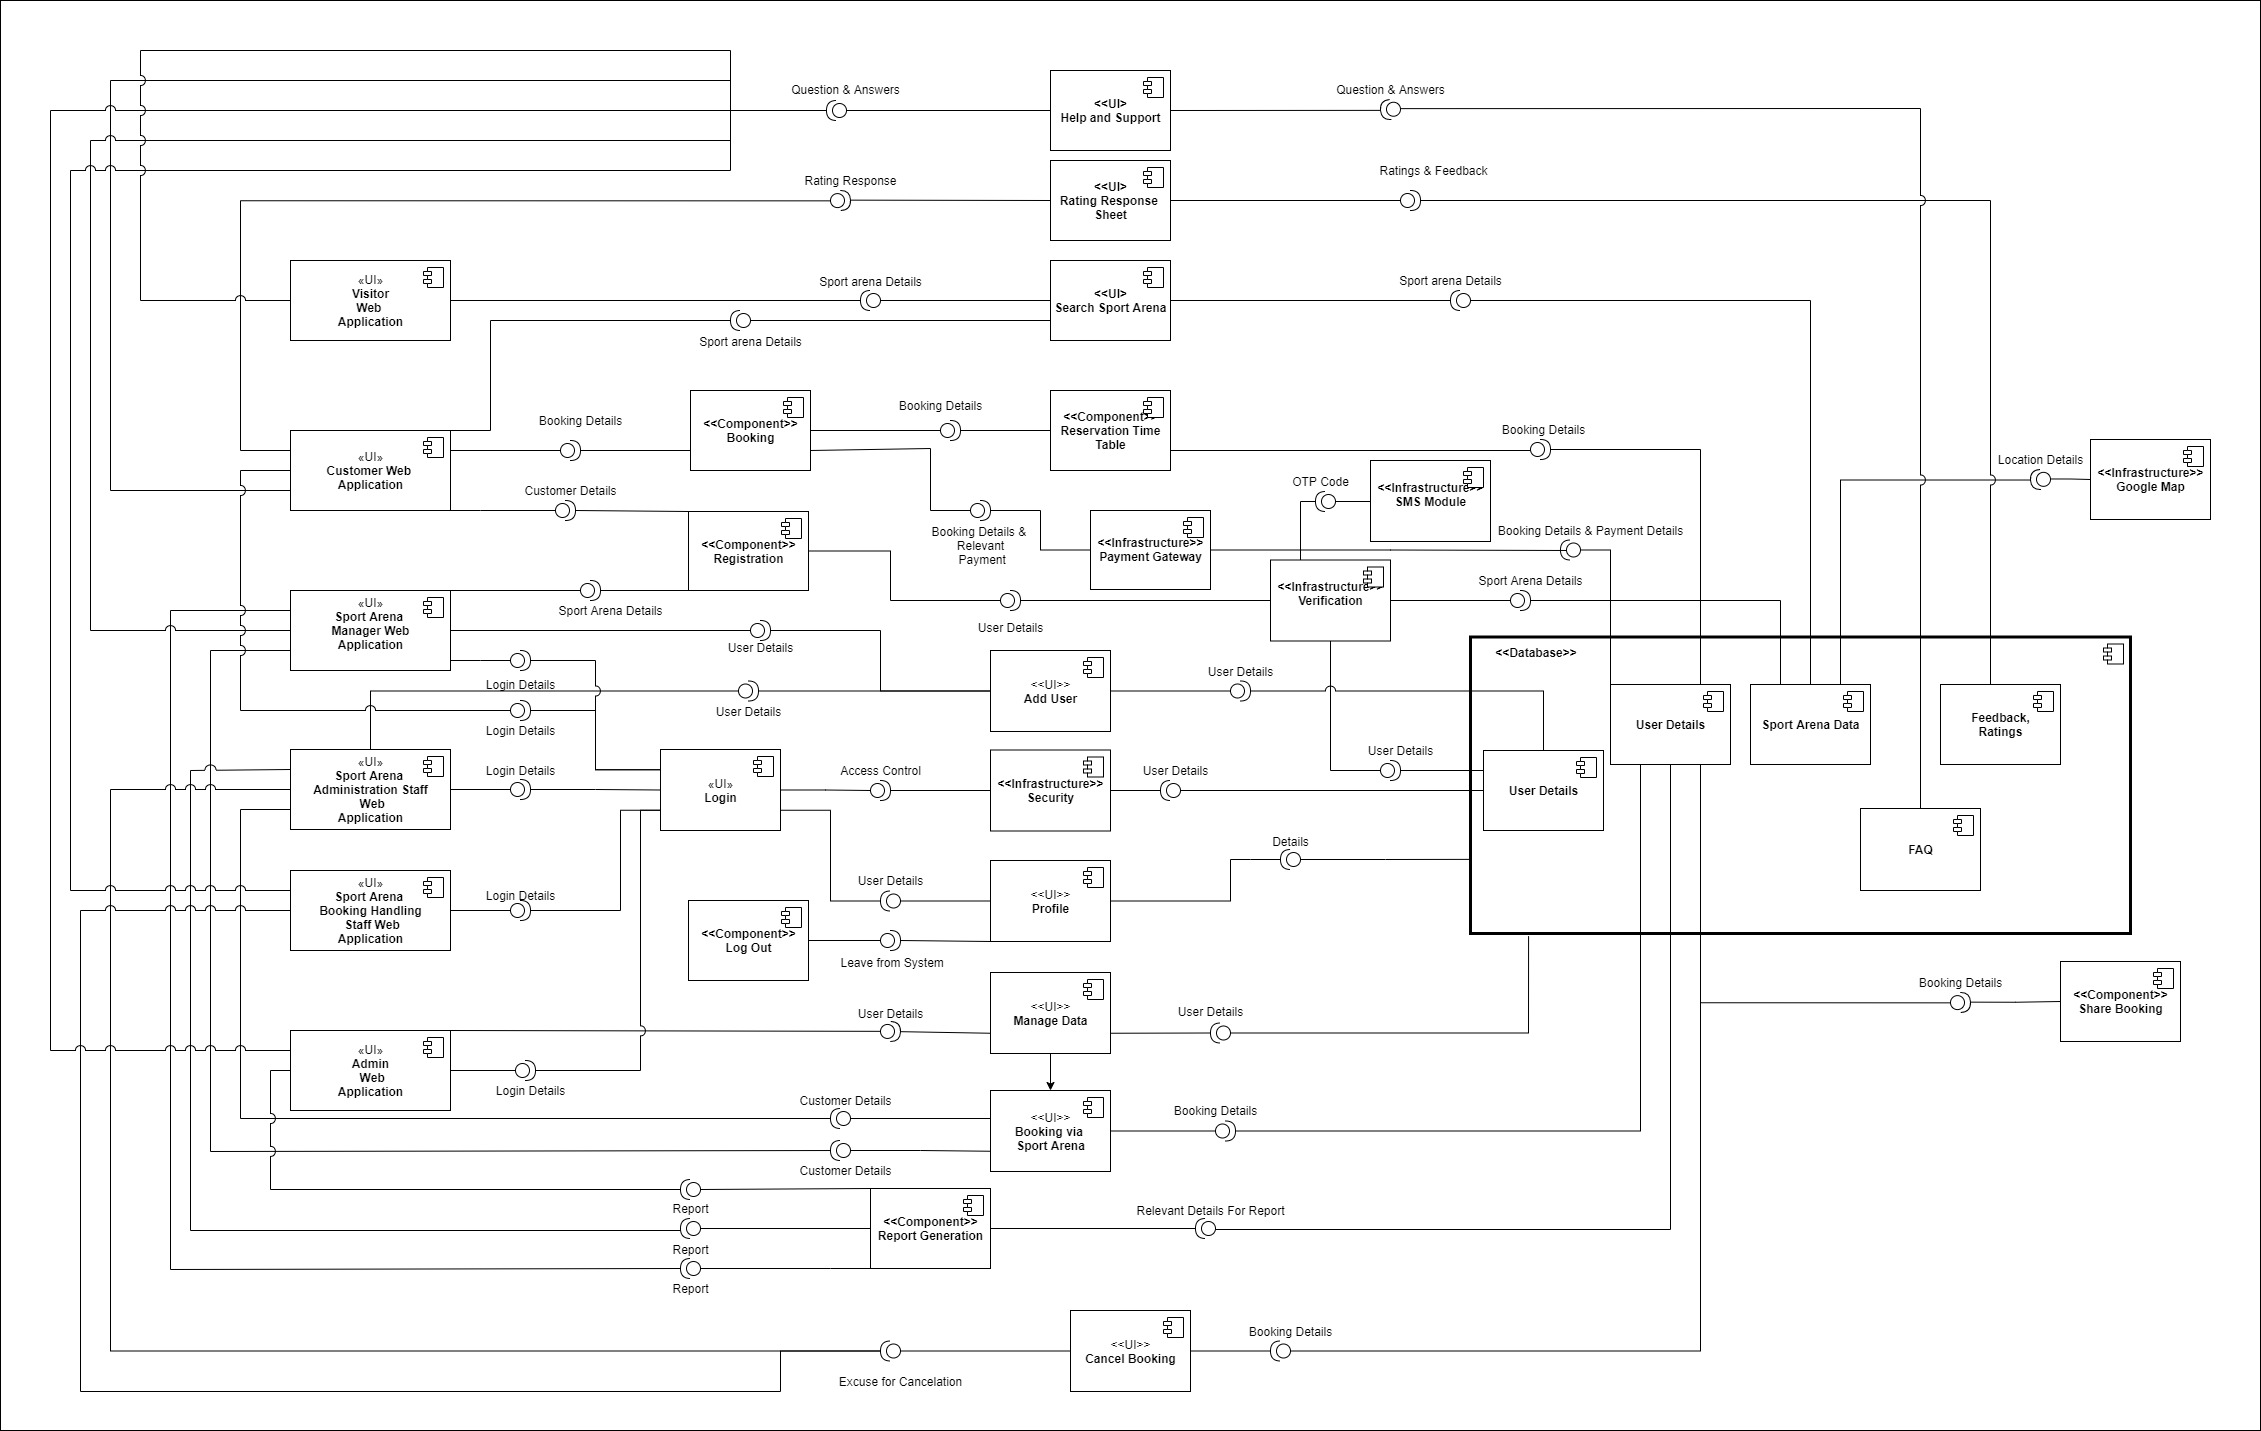 Question & Answers
<<UI>
Help and Support
Question & Answers
Rating Response
<<UI>
Rating Response
Sheet
Ratings & Feedback
«UI»
Visitor
Web
Application
Sport arena Details
<<UI>
Search Sport Arena
Sport arena Details
Sport arena Details
«UI»
Customer Web
Application
Booking Details
<<Component>>
Booking
Booking Details
<<Component>>
Reservation Time
Table
Booking Details
Customer Details
<<Component>>
Registration
Booking Details &
Relevant
Payment
<<Infrastructure>>
Payment Gateway
OTP Code
<<Infrastructure>>
SMS Module
Booking Details & Payment Details
Location Details
<<Infrastructure>>
Google Map
<<Infrastructure>>
Verification
Sport Arena Details
«UI»
Sport Arena
Manager Web
Application
Sport Arena Details
User Details
User Details
Login Details
User Details
Login Details
<<UI>>
Add User
User Details
<<Database>>
User Details
Sport Arena Data
Feedback,
Ratings
User Details
User Details
FAQ
«UI»
Sport Arena
Administration Staff
Web
Application
Login Details
«UI»
Login
Access Control
<<Infrastructure>>
Security
User Details
Details
«UI»
Sport Arena
Booking Handling
Staff Web
Application
Login Details
<<Component>>
Log Out
User Details
<<UI>>
Profile
Leave from System
«UI»
Admin
Web
Application
User Details
Login Details
<<UI>>
Manage Data
User Details
Booking Details
<<Component>>
Share Booking
Customer Details
<<UI>>
Booking via
Sport Arena
Booking Details
Customer Details
Report
Report
Report
<<Component>>
Report Generation
Relevant Details For Report
Excuse for Cancelation
<<UI>>
Cancel Booking
Booking Details